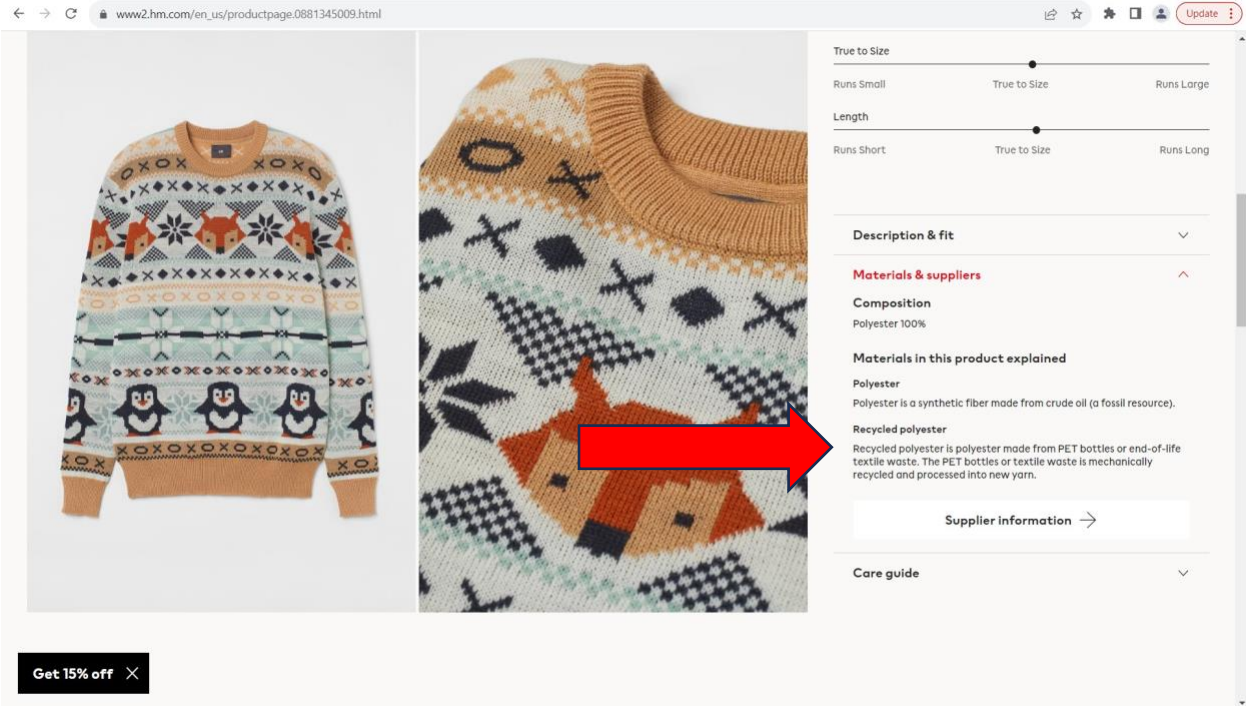 www2.hm.com/en_us/productpage.0881345009.html
Update
True to Size
Runs Small True to Size Runs Large
Length
Runs Short True to Size Runs Long
Description & fit
Materials & suppliers
Composition
Polyester 100%
Materials in this product explained
Polyester
Polyester is a synthetic fiber made from crude oil (a fossil resource).
Recycled polyester
Recycled polyester is polyester made from PET bottles or end-of-life
textile waste. The PET bottles or textile waste is mechanically
recycled and processed into new yarn.
Supplier information
Care guide
Get 15% off